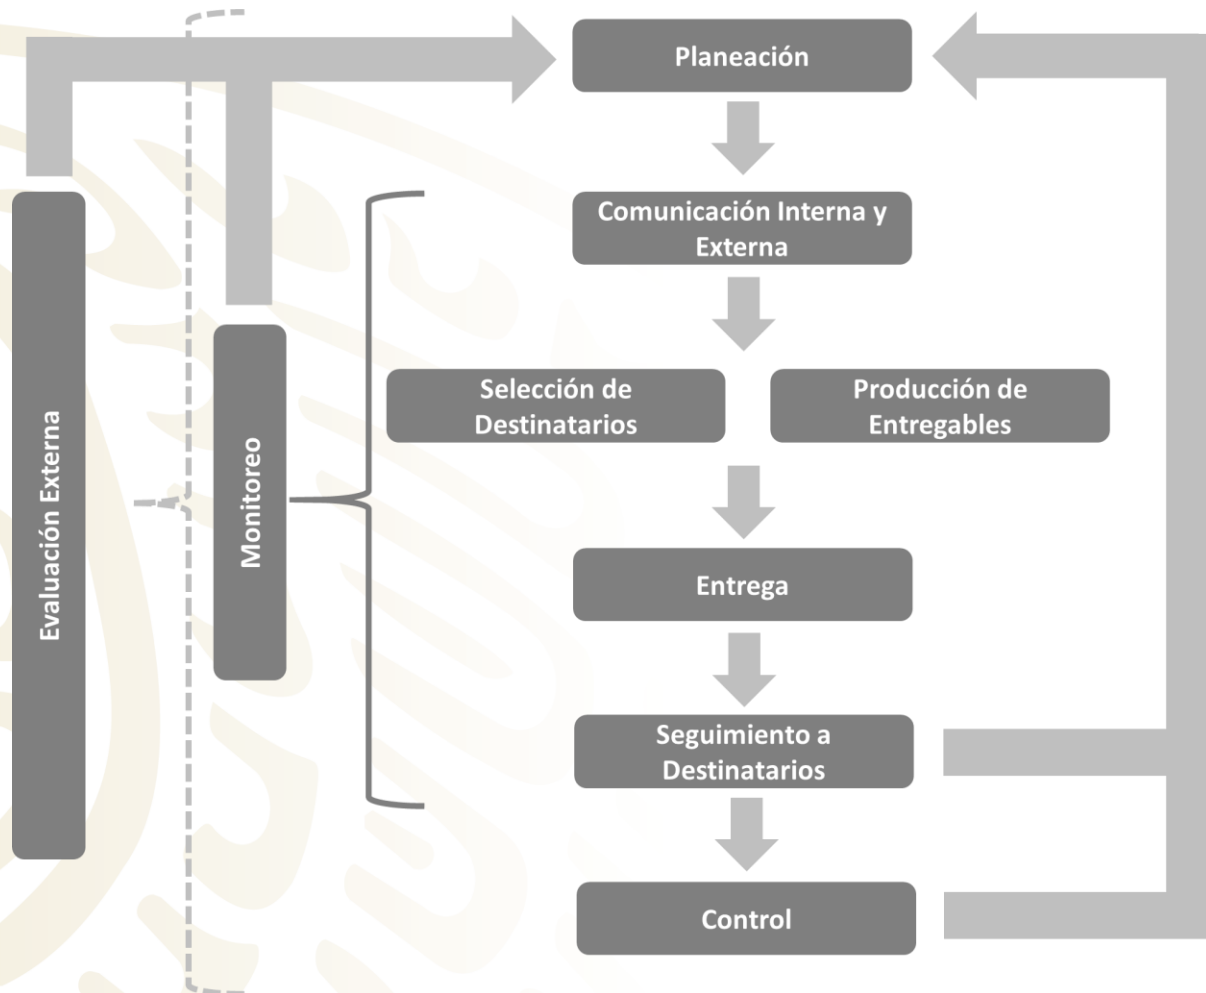 Planeación
Comunicación Interna y
Externa
Selección de
Destinatarios
Producción de
Entregables
Evaluación Externa
Monitoreo
Entrega
Seguimiento a
Destinatarios
Control